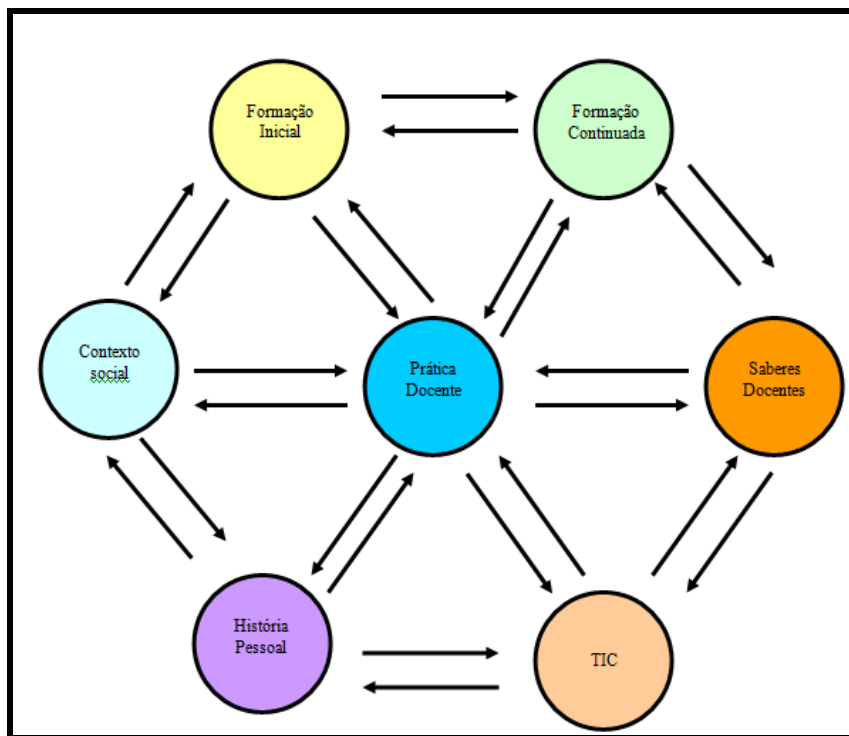 Formação
Inicial
Formação
Continuada
Contexto
social
Prática
Docente
Saberes
Docentes
História
Pessoal
TIC